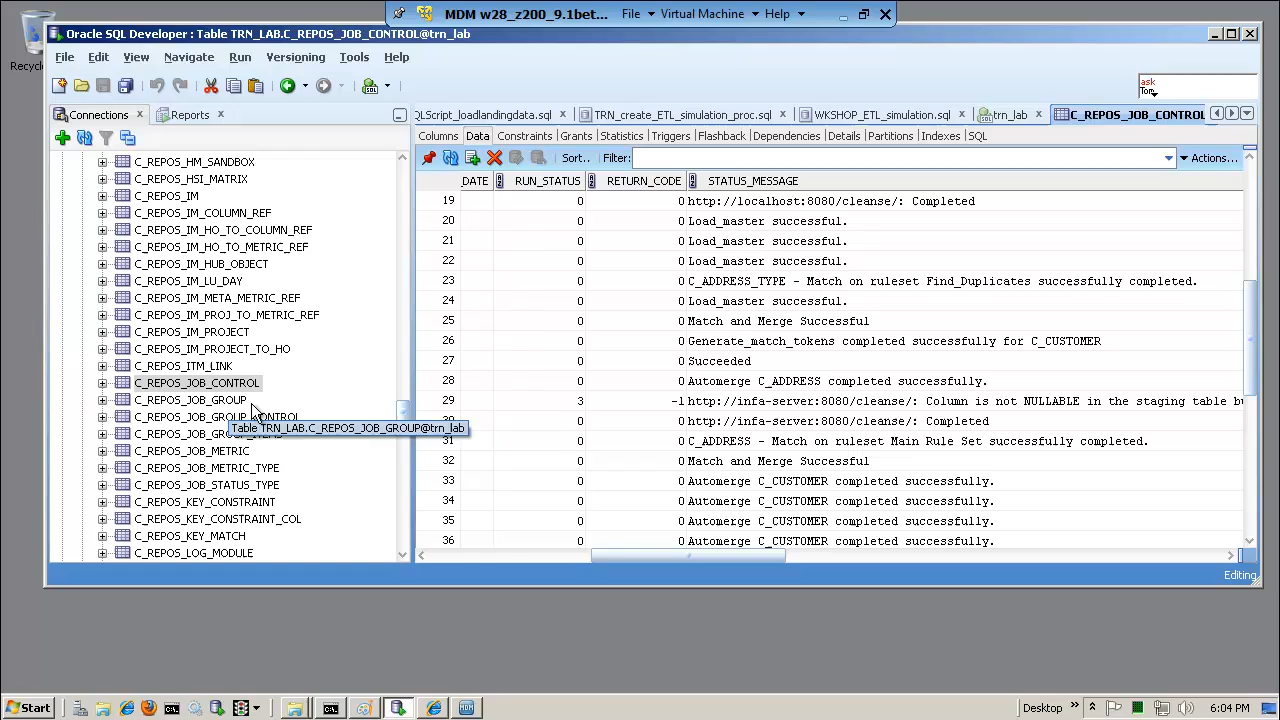 MDM w28_z200_9.1bet...
File
Virtual Machine
Help
Oracle SQL Developer : Table TRN_LAB.C_REPOS_JOB_CONTROL@trn_lab
Recycl
File Edit View Navigate Run Versioning Tools Help
ask
Tom
Connections
Reports
QLScript_loadlandingdata.sql
TRN_create_ETL_simulation_proc.sql
WKSHOP_ETL_simulation.sql
trn_lab
C_REPOS_JOB_CONTROL
Columns Data Constraints Grants Statistics Triggers Flashback Dependencies Details Partitions Indexes SQL
Sort.. Filter:
Actions...
_DATE RUN_STATUS RETURN_CODE STATUS_MESSAGE
C_REPOS_HM_SANDBOX
C_REPOS_HSI_MATRIX
C_REPOS_IM
C_REPOS_IM_COLUMN_REF
C_REPOS_IM_HO_TO_COLUMN_REF
C_REPOS_IM_HO_TO_METRIC_REF
C_REPOS_IM_HUB_OBJECT
C_REPOS_IM_LU_DAY
C_REPOS_IM_META_METRIC_REF
C_REPOS_IM_PROJ_TO_METRIC_REF
C_REPOS_IM_PROJECT
C_REPOS_IM_PROJECT_TO_HO
C_REPOS_ITM_LINK
C_REPOS_JOB_CONTROL
C_REPOS_JOB_GROUP
C_REPOS_JOB_GROUP_CONTROL
Table TRN_LAB.C_REPOS_JOB_GROUP@trn_lab
C_REPOS_JOB_METRIC
C_REPOS_JOB_METRIC_TYPE
C_REPOS_JOB_STATUS_TYPE
C_REPOS_KEY_CONSTRAINT
C_REPOS_KEY_CONSTRAINT_COL
C_REPOS_KEY_MATCH
C_REPOS_LOG_MODULE
19 0 0 http://localhost:8080/cleanse/: Completed
20 0 0 Load_master successful.
21 0 0 Load_master successful.
22 0 0 Load_master successful.
23 0 0 C_ADDRESS_TYPE - Match on ruleset Find_Duplicates successfully completed.
24 0 0 Load_master successful.
25 0 0 Match and Merge Successful
26 0 0 Generate_match_tokens completed successfully for C_CUSTOMER
27 0 0 Succeeded
28 0 0 Automerge C_ADDRESS completed successfully.
29 3 -1 http://infa-server:8080/cleanse/: Column is not NULLABLE in the staging table bu
30 0 0 http://infa-server:8080/cleanse/: Completed
31 0 0 C_ADDRESS - Match on ruleset Main Rule Set successfully completed.
32 0 0 Match and Merge Successful
33 0 0 Automerge C_CUSTOMER completed successfully.
34 0 0 Automerge C_CUSTOMER completed successfully.
35 0 0 Automerge C_CUSTOMER completed successfully.
36 0 0 Automerge C_CUSTOMER completed successfully.
Editing
Start
Desktop
6:04 PM